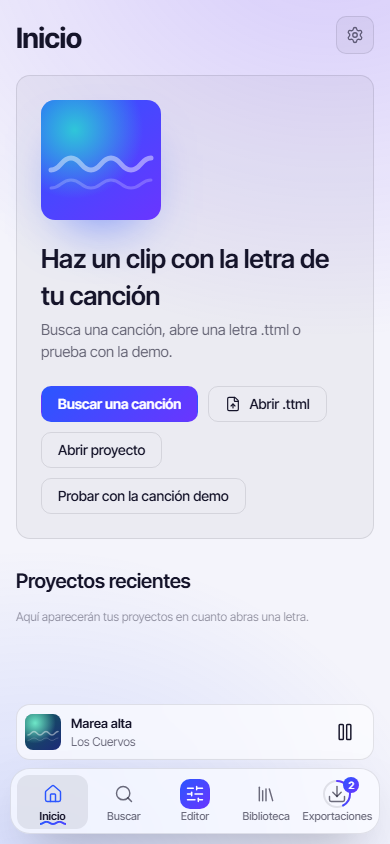 Inicio
Haz un clip con la letra de
tu canción
Busca una canción, abre una letra .ttml o
prueba con la demo.
Buscar una canción
Abrir .ttml
Abrir proyecto
Probar con la canción demo
Proyectos recientes
Aquí aparecerán tus proyectos en cuanto abras una letra.
Marea alta
Los Cuervos
2
Inicio
Buscar
Editor
Biblioteca
Exportaciones